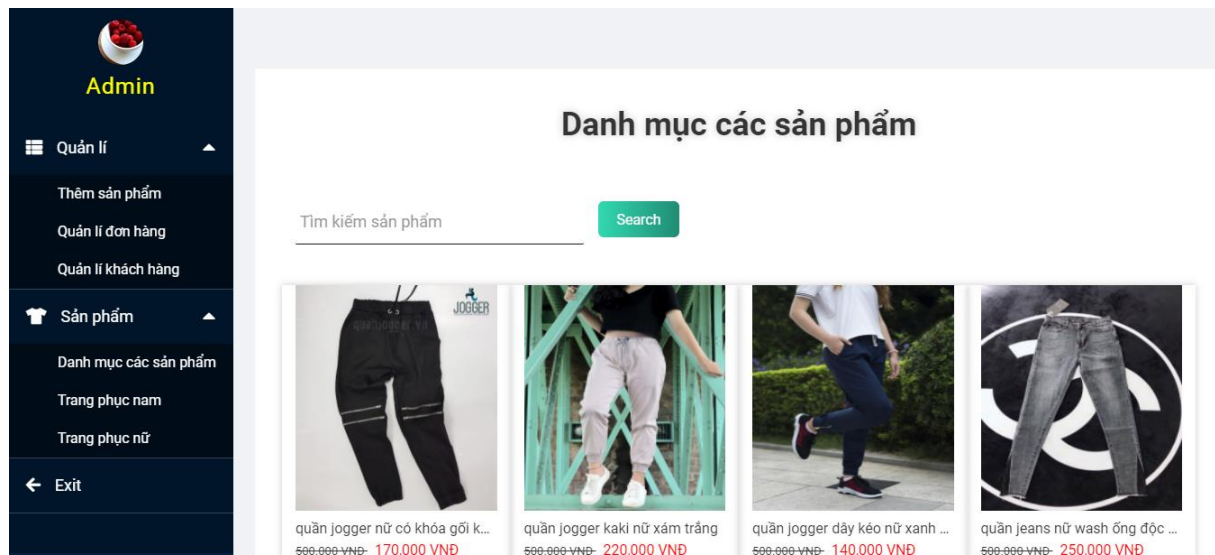 Admin
Quản lí
Thêm sản phẩm
Quản lí đơn hàng
Quản lí khách hàng
Sản phẩm
Danh mục các sản phẩm
Trang phục nam
Trang phục nữ
Exit
Danh mục các sản phẩm
Tìm kiếm sản phẩm
Search
JOGGER
quanjogger.vn
quần jogger nữ có khóa gối k...
500.000 VNĐ 170.000 VNĐ
quần jogger kaki nữ xám trắng
500.000 VNĐ 220.000 VNĐ
quần jogger dây kéo nữ xanh ...
500.000 VNĐ 140.000 VNĐ
quần jeans nữ wash ống độc ...
500.000 VNĐ 250.000 VNĐ